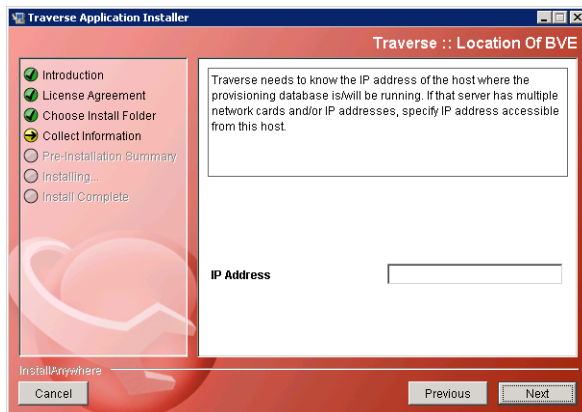 Traverse Application Installer
Traverse :: Location Of BVE
Introduction
License Agreement
Choose Install Folder
Collect Information
Pre-Installation Summary
Installing...
Install Complete
Traverse needs to know the IP address of the host where the
provisioning database is/will be running. If that server has multiple
network cards and/or IP addresses, specify IP address accessible
from this host.
IP Address
InstallAnywhere
Cancel
Previous
Next